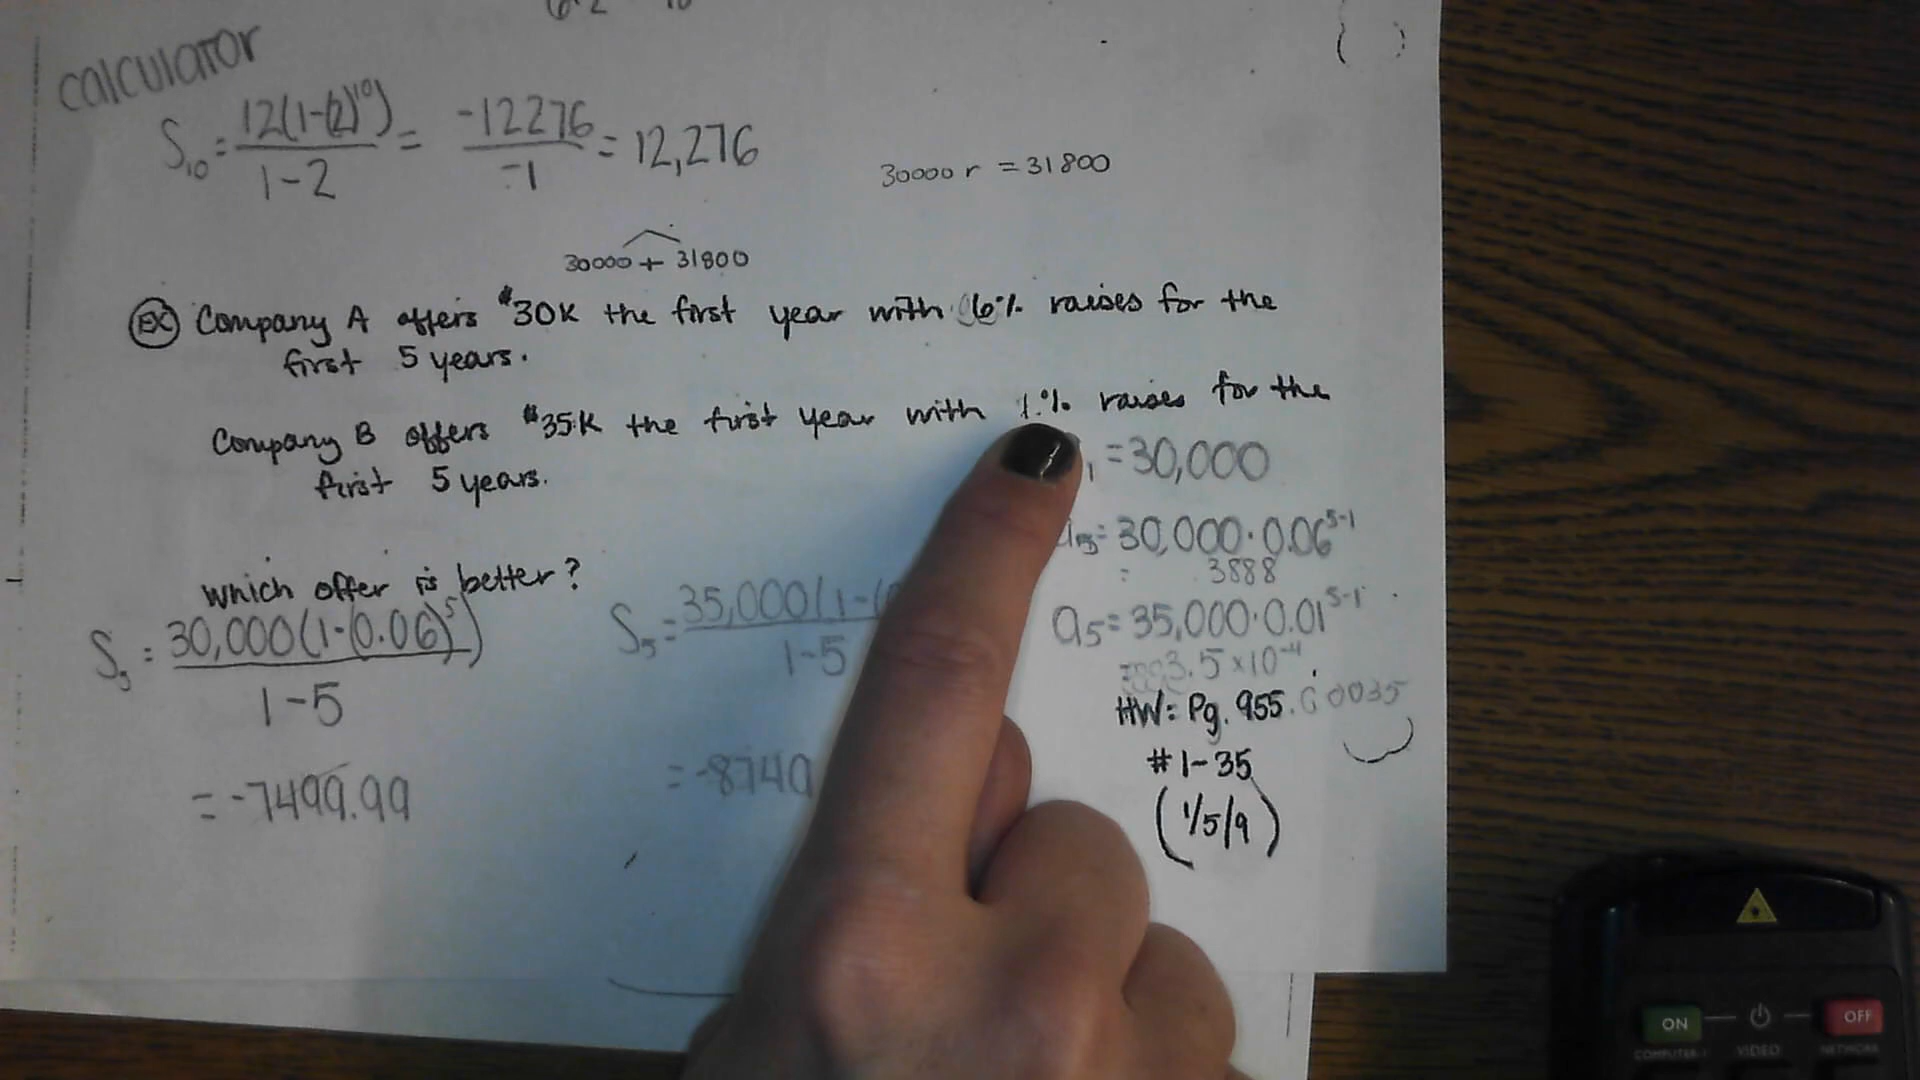 calculator
S10 = 12(1-(2)^10) / 1-2 = -12276 / -1 = 12,276
30000 r = 31800
30000 + 31800
EX Company A offers $30K the first year with 6% raises for the
first 5 years.
Company B offers $35K the first year with 1% raises for the
first 5 years.
1 = 30,000
= 30,000 · 0.06^5-1
= 3888
Which offer is better?
S5 = 30,000(1-(0.06)^5) / 1-5
= -7499.99
S5 = 35,000(1-( / 1-5
= -8740
a5 = 35,000 · 0.01^5-1
3.5 x 10^-4
.00035
HW: Pg. 955
# 1-35
(1/5/9)
ON
OFF
COMPUTER 1
VIDEO
NETWORK